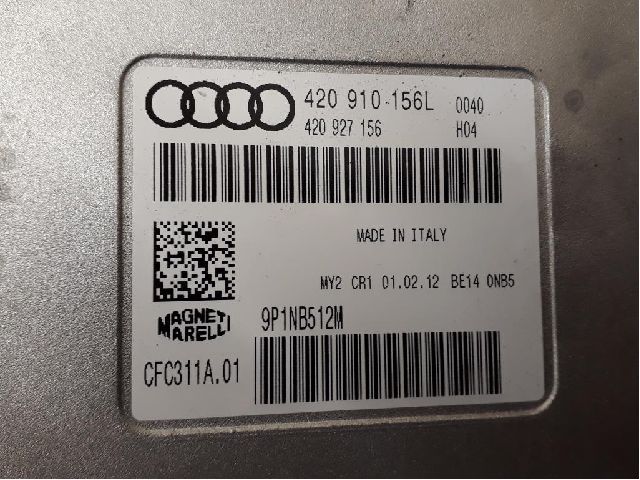 420 910 156L 0040
420 927 156 H04
MADE IN ITALY
MY2 CR1 01.02.12 BE14 0NB5
MAGNETI
MARELLI
9P1NB512M
CFC311A.01